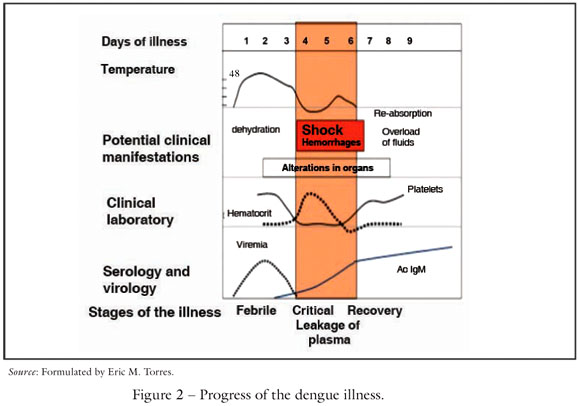 Days of illness 1 2 3 4 5 6 7 8 9
Temperature
48
Re-absorption
Potential clinical
manifestations
dehydration
Shock
Hemorrhages
Overload
of fluids
Alterations in organs
Clinical
laboratory
Hematocrit
Platelets
Serology and
virology
Viremia
Ac IgM
Stages of the illness Febrile Critical Recovery
Leakage of
plasma
Source: Formulated by Eric M. Torres.
Figure 2 – Progress of the dengue illness.